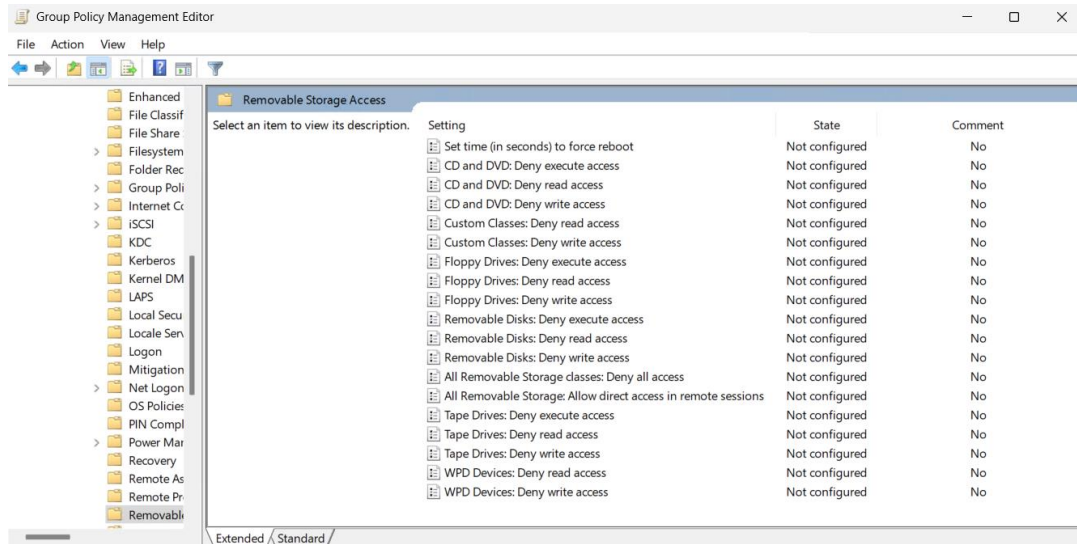 Group Policy Management Editor
File Action View Help
Enhanced
File Classif
File Share
Filesystem
Folder Rec
Group Poli
Internet Co
iSCSI
KDC
Kerberos
Kernel DM
LAPS
Local Secu
Locale Serv
Logon
Mitigation
Net Logon
OS Policies
PIN Compl
Power Mar
Recovery
Remote As
Remote Pr
Removable
Removable Storage Access
Select an item to view its description.
Setting State Comment
Set time (in seconds) to force reboot Not configured No
CD and DVD: Deny execute access Not configured No
CD and DVD: Deny read access Not configured No
CD and DVD: Deny write access Not configured No
Custom Classes: Deny read access Not configured No
Custom Classes: Deny write access Not configured No
Floppy Drives: Deny execute access Not configured No
Floppy Drives: Deny read access Not configured No
Floppy Drives: Deny write access Not configured No
Removable Disks: Deny execute access Not configured No
Removable Disks: Deny read access Not configured No
Removable Disks: Deny write access Not configured No
All Removable Storage classes: Deny all access Not configured No
All Removable Storage: Allow direct access in remote sessions Not configured No
Tape Drives: Deny execute access Not configured No
Tape Drives: Deny read access Not configured No
Tape Drives: Deny write access Not configured No
WPD Devices: Deny read access Not configured No
WPD Devices: Deny write access Not configured No
Extended Standard